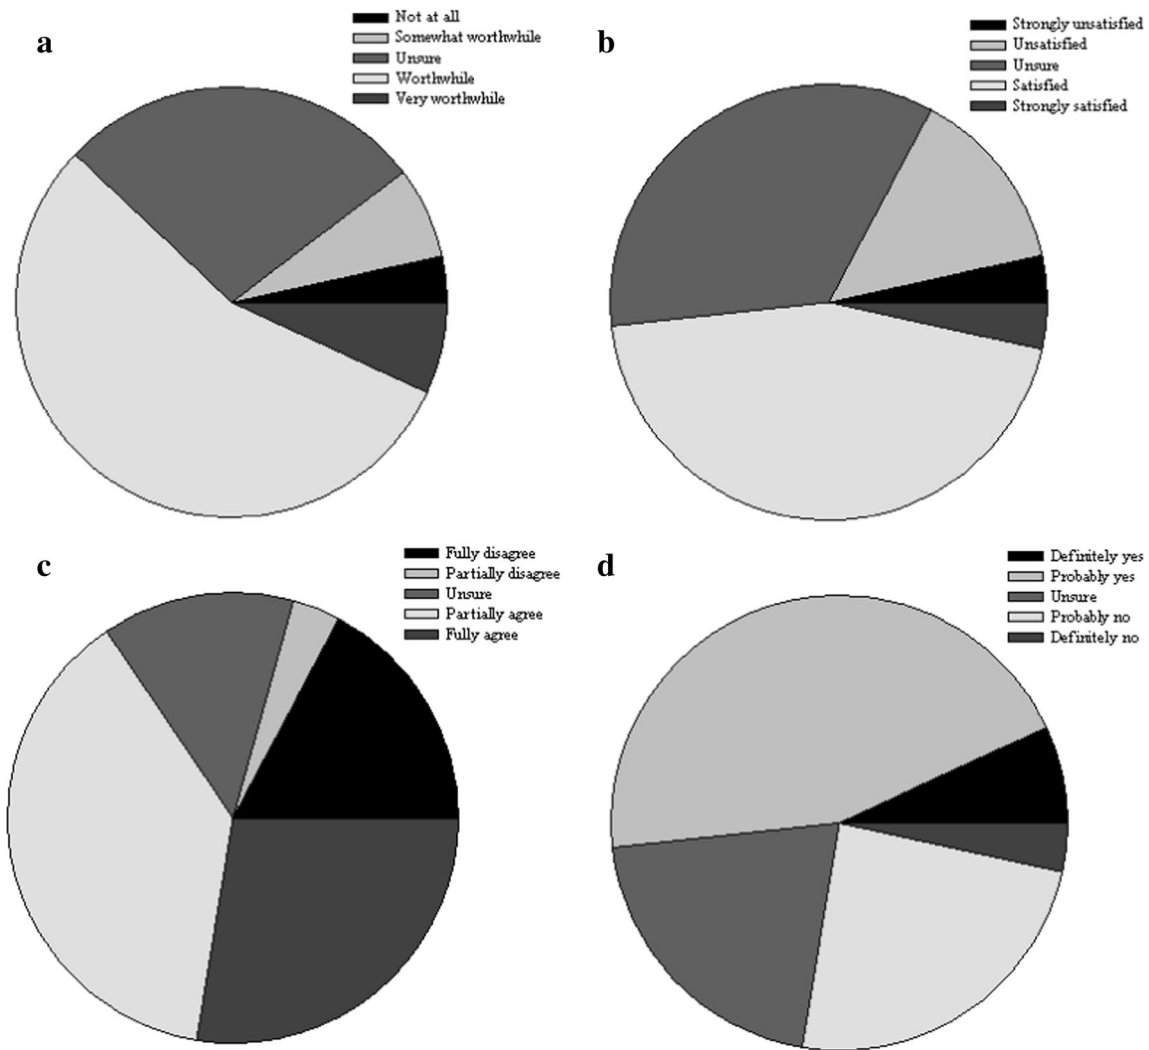 a
Not at all
Somewhat worthwhile
Unsure
Worthwhile
Very worthwhile
b
Strongly unsatisfied
Unsatisfied
Unsure
Satisfied
Strongly satisfied
c
Fully disagree
Partially disagree
Unsure
Partially agree
Fully agree
d
Definitely yes
Probably yes
Unsure
Probably no
Definitely no